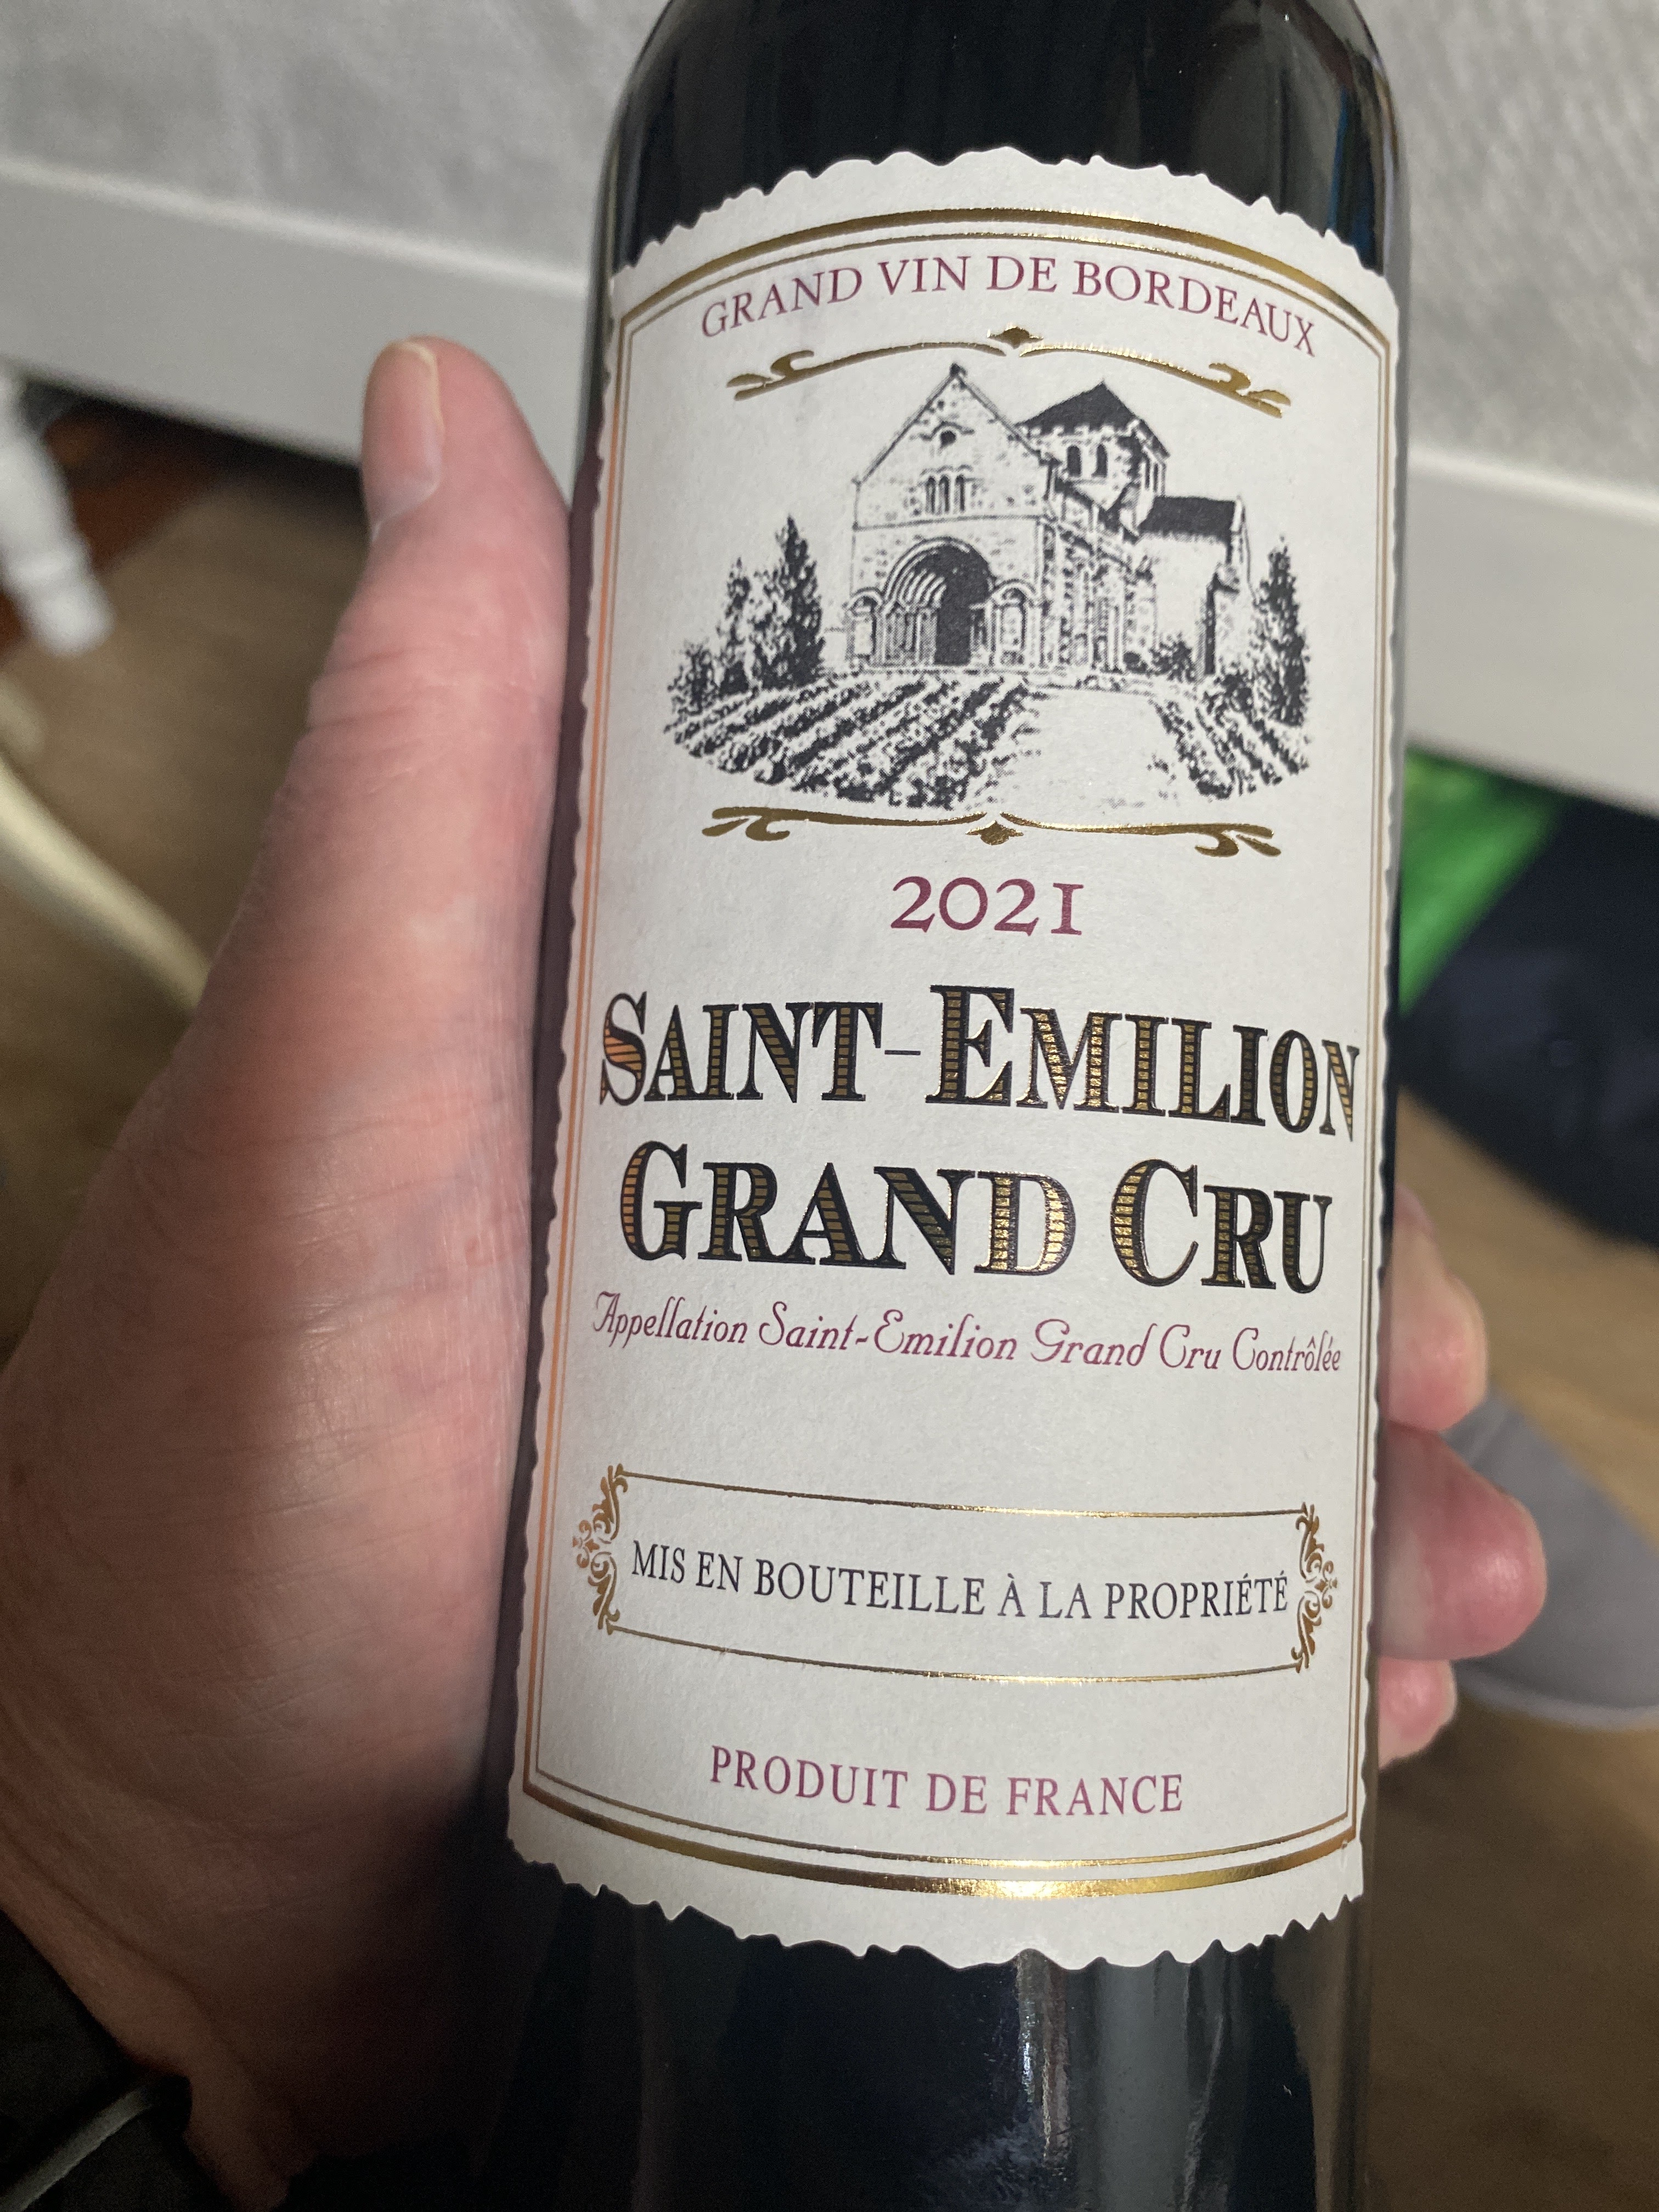 GRAND VIN DE BORDEAUX
2021
SAINT-EMILION
GRAND CRU
Appellation Saint-Emilion Grand Cru Contrôlée
MIS EN BOUTEILLE À LA PROPRIÉTÉ
PRODUIT DE FRANCE